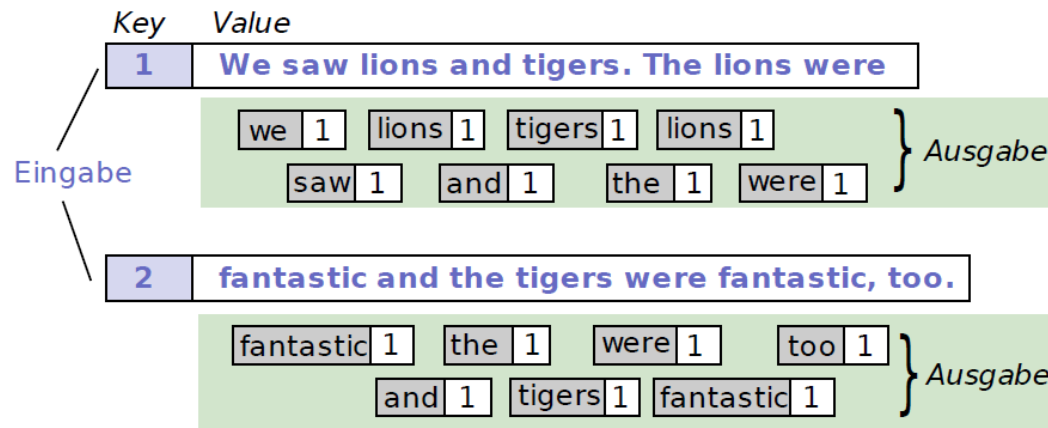 Key Value
1 We saw lions and tigers. The lions were
we 1 lions 1 tigers 1 lions 1
saw 1 and 1 the 1 were 1
} Ausgabe
Eingabe
2 fantastic and the tigers were fantastic, too.
fantastic 1 the 1 were 1 too 1
and 1 tigers 1 fantastic 1
} Ausgabe